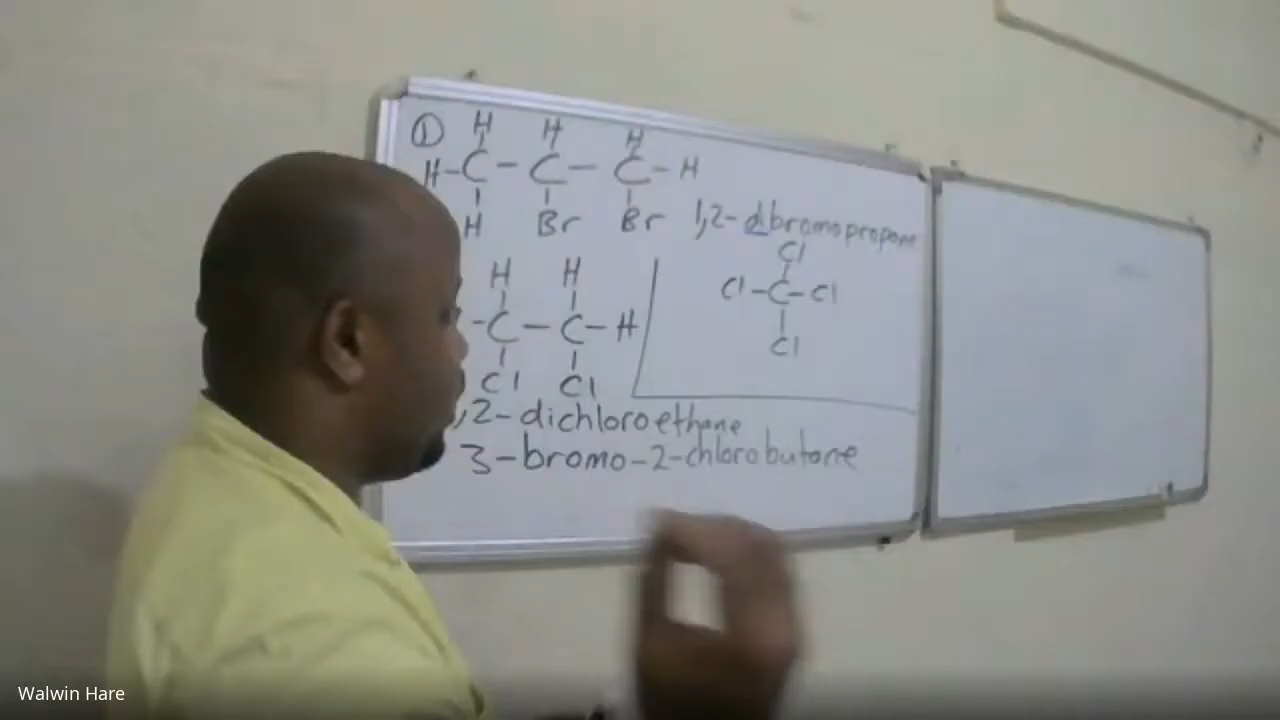 ① H H H
H-C-C-C-H
H Br Br 1,2-dibromopropane
H H
-C-C-H
Cl Cl
Cl
Cl-C-Cl
Cl
,2-dichloroethane
3-bromo-2-chlorobutane
Walwin Hare